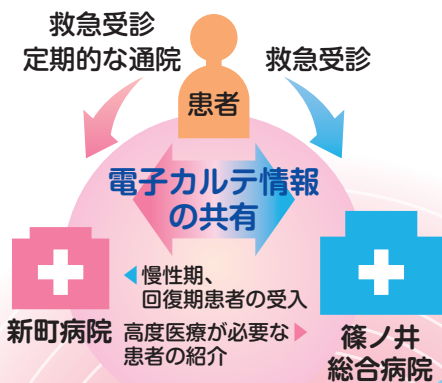 救急受診
定期的な通院
救急受診
患者
電子カルテ情報
の共有
慢性期、
回復期患者の受入
新町病院
高度医療が必要な
患者の紹介
篠ノ井
総合病院